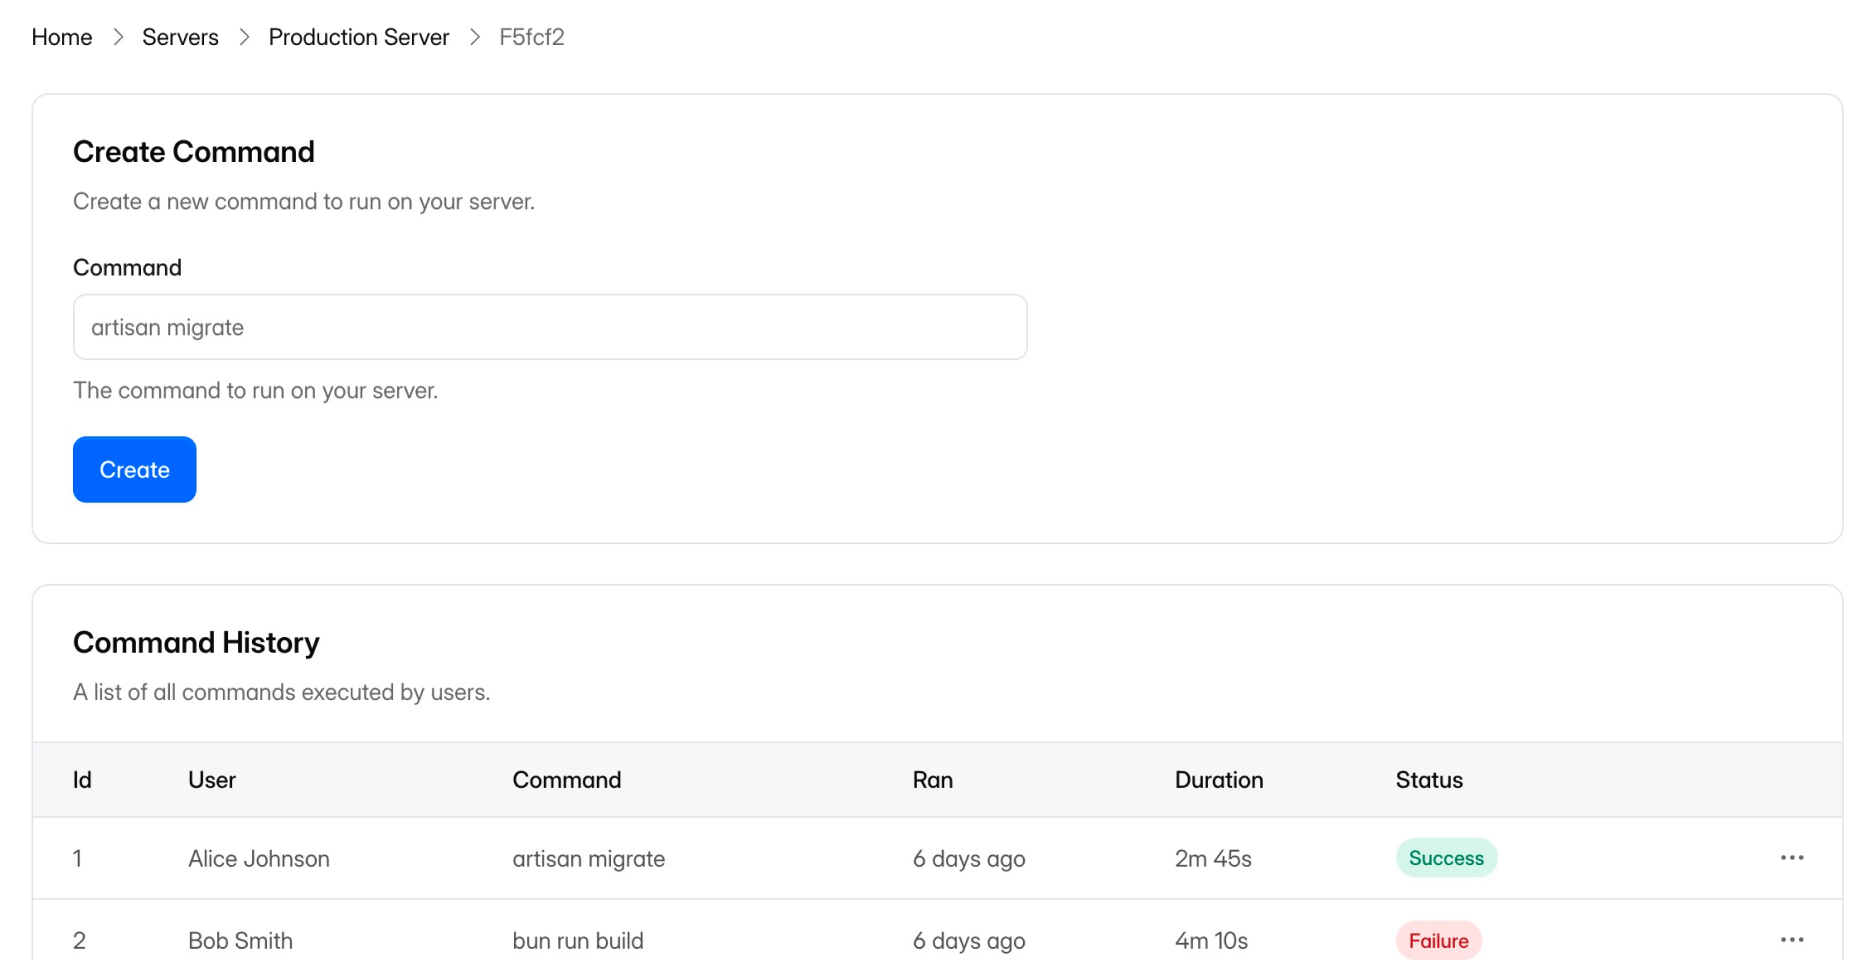 Home > Servers > Production Server > F5fcf2
Create Command
Create a new command to run on your server.
Command
artisan migrate
The command to run on your server.
Create
Command History
A list of all commands executed by users.
Id User Command Ran Duration Status
1 Alice Johnson artisan migrate 6 days ago 2m 45s Success ...
2 Bob Smith bun run build 6 days ago 4m 10s Failure ...